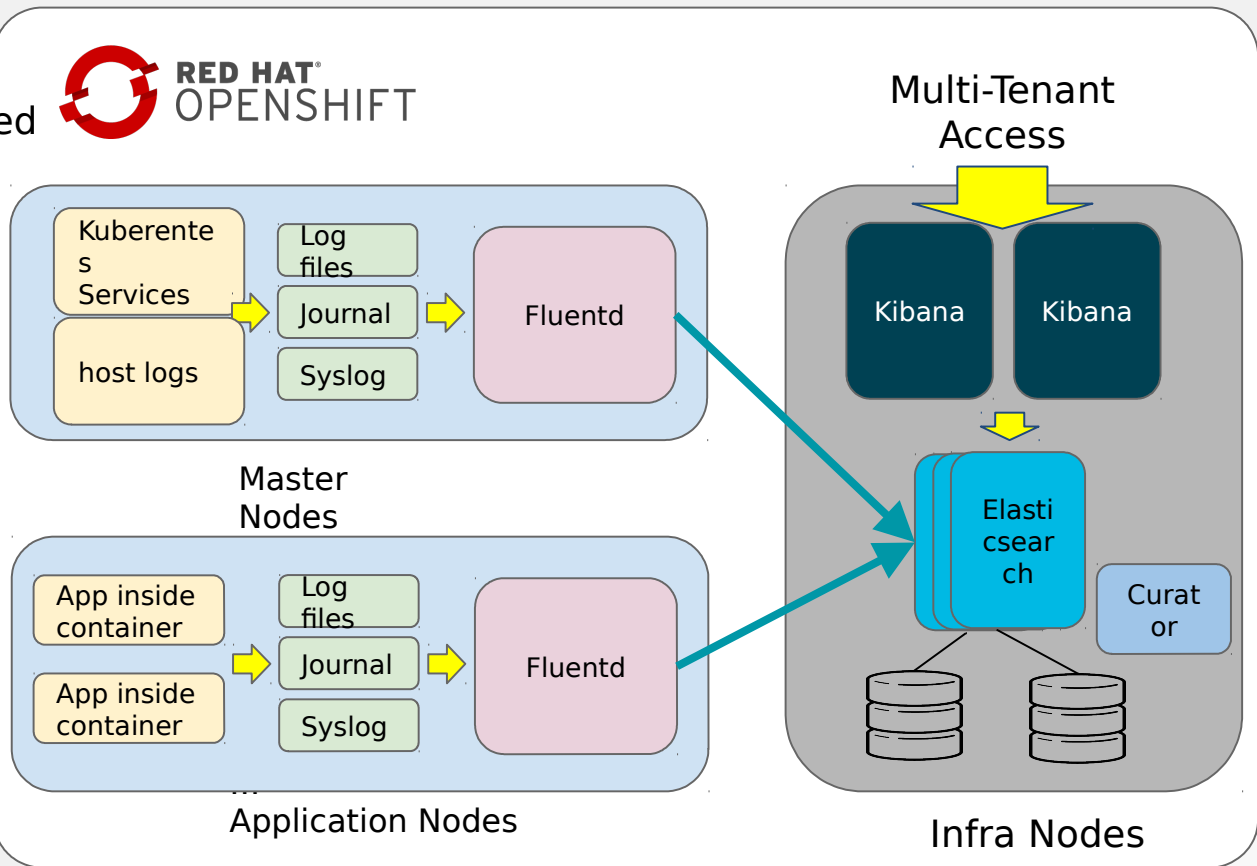 RED HAT®
OPENSHIFT
ed
Multi-Tenant
Access
Kuberente
s
Services
host logs
Log
files
Journal
Syslog
Fluentd
Kibana
Kibana
Master
Nodes
Elasti
csear
ch
Curat
or
App inside
container
App inside
container
Log
files
Journal
Syslog
Fluentd
...
Application Nodes
Infra Nodes